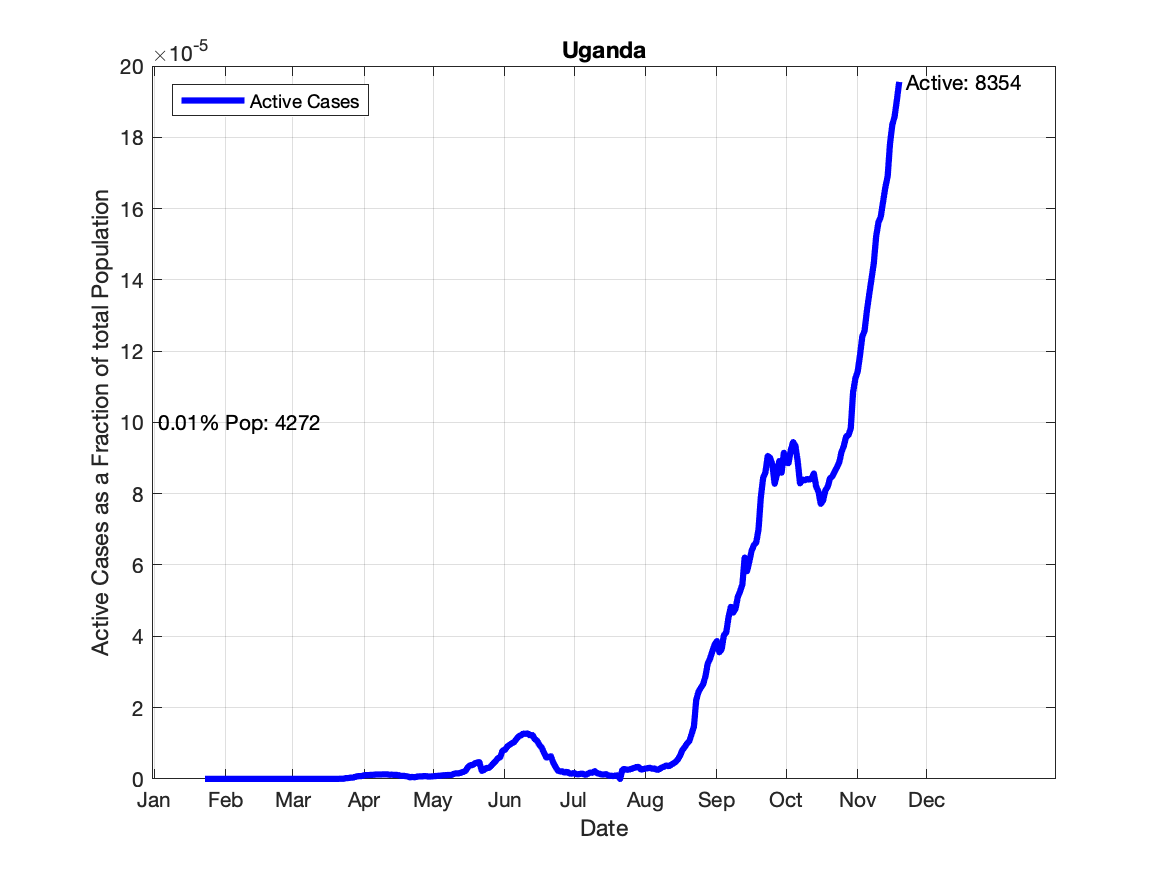 Uganda
×10-5
20
Active: 8354
Active Cases
18
16
14
12
10
0.01% Pop: 4272
8
6
4
2
0
Active Cases as a Fraction of total Population
Jan Feb Mar Apr May Jun Jul Aug Sep Oct Nov Dec
Date